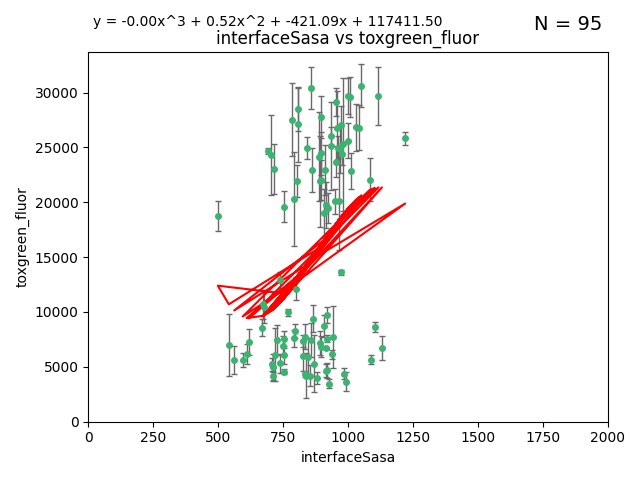 y = -0.00x^3 + 0.52x^2 + -421.09x + 117411.50
N = 95
interfaceSasa vs toxgreen_fluor
30000
25000
20000
15000
10000
5000
0
toxgreen_fluor
0 250 500 750 1000 1250 1500 1750 2000
interfaceSasa